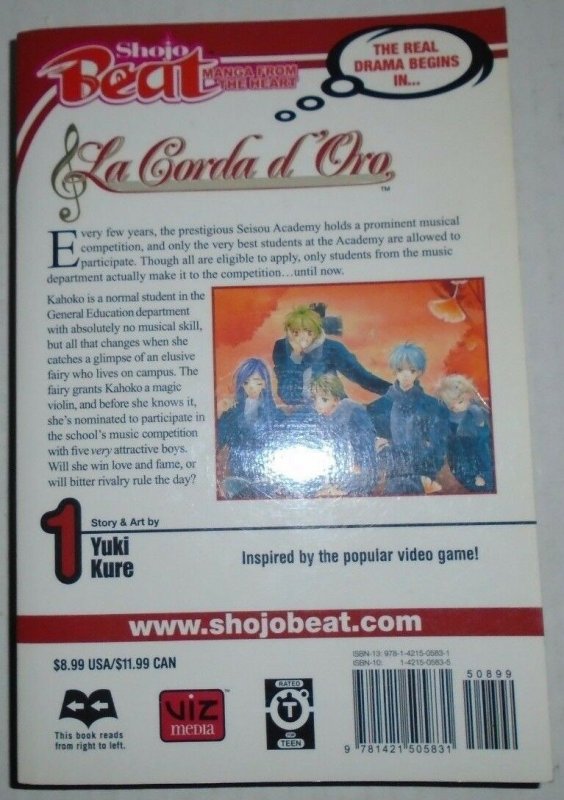 Shojo
Beat
MANGA FROM
THE HEART
THE REAL
DRAMA BEGINS
IN...
La Corda d'Oro
TM
Every few years, the prestigious Seisou Academy holds a prominent musical
competition, and only the very best students at the Academy are allowed to
participate. Though all are eligible to apply, only students from the music
department actually make it to the competition…until now.
Kahoko is a normal student in the
General Education department
with absolutely no musical skill,
but all that changes when she
catches a glimpse of an elusive
fairy who lives on campus. The
fairy grants Kahoko a magic
violin, and before she knows it,
she's nominated to participate in
the school's music competition
with five very attractive boys.
Will she win love and fame, or
will bitter rivalry rule the day?
1
Story & Art by
Yuki
Kure
Inspired by the popular video game!
www.shojobeat.com
$8.99 USA/$11.99 CAN
ISBN-13: 978-1-4215-0583-1
ISBN-10: 1-4215-0583-5
50899
This book reads
from right to left.
VIZ
MEDIA
TM
RATED
T
FOR
TEEN
9 781421 505831